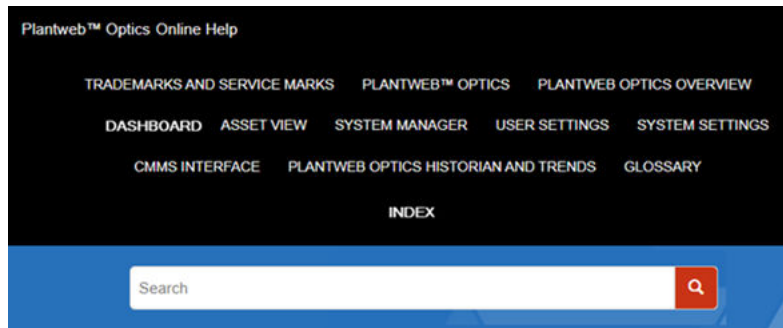 Plantweb™ Optics Online Help
TRADEMARKS AND SERVICE MARKS PLANTWEB™ OPTICS PLANTWEB OPTICS OVERVIEW
DASHBOARD ASSET VIEW SYSTEM MANAGER USER SETTINGS SYSTEM SETTINGS
CMMS INTERFACE PLANTWEB OPTICS HISTORIAN AND TRENDS GLOSSARY
INDEX
Search